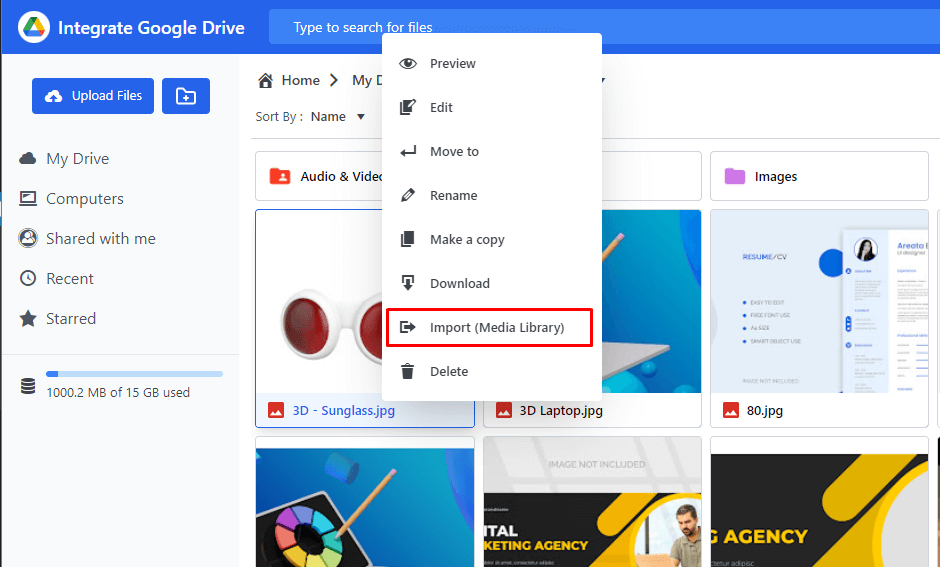 Integrate Google Drive
Type to search for files
Upload Files
My Drive
Computers
Shared with me
Recent
Starred
1000.2 MB of 15 GB used
Home
My D
Sort By : Name
Preview
Edit
Move to
Rename
Make a copy
Download
Import (Media Library)
Delete
Audio & Video
Images
3D - Sunglass.jpg
3D Laptop.jpg
RESUME/CV
EASY TO EDIT
FREE FONT USE
A4 SIZE
SMART OBJECT USE
IMAGE NOT INCLUDED
Areata
UI designer
80.jpg
IMAGE NOT INCLUDED
ITAL
KETING AGENCY
G AGENCY